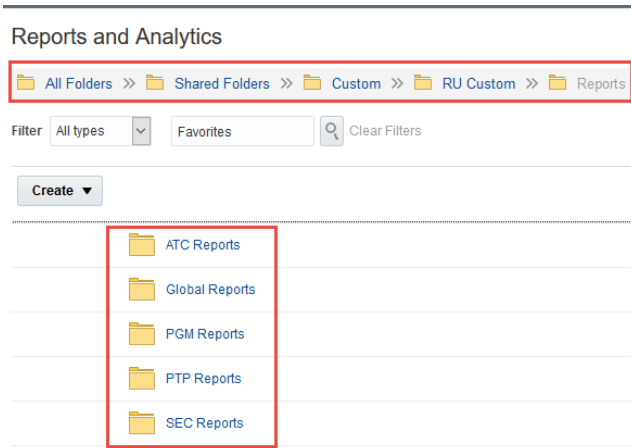 Reports and Analytics
All Folders >> Shared Folders >> Custom >> RU Custom >> Reports
Filter All types Favorites Clear Filters
Create ▼
ATC Reports
Global Reports
PGM Reports
PTP Reports
SEC Reports